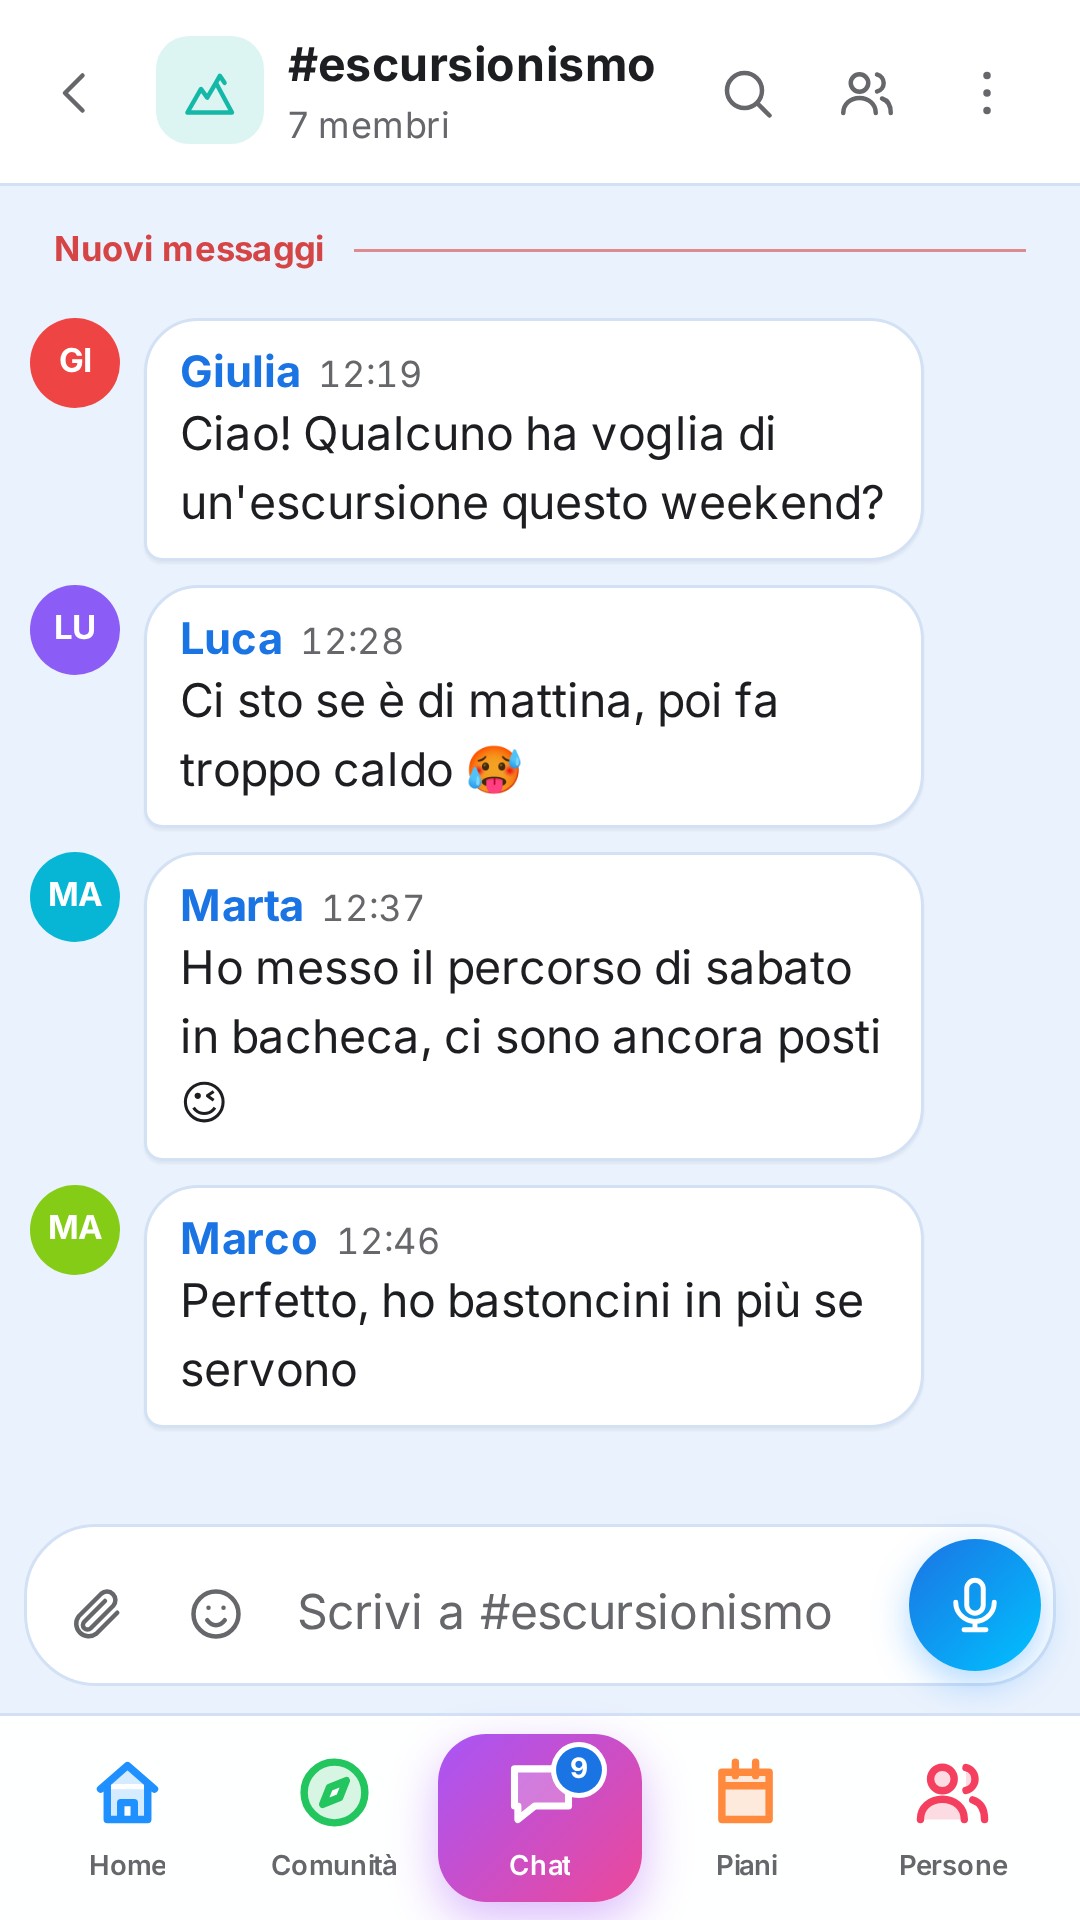 #escursionismo
7 membri
Nuovi messaggi
GI
Giulia 12:19
Ciao! Qualcuno ha voglia di
un'escursione questo weekend?
LU
Luca 12:28
Ci sto se è di mattina, poi fa
troppo caldo 🥵
MA
Marta 12:37
Ho messo il percorso di sabato
in bacheca, ci sono ancora posti
😉
MA
Marco 12:46
Perfetto, ho bastoncini in più se
servono
Scrivi a #escursionismo
9
Home
Comunità
Chat
Piani
Persone